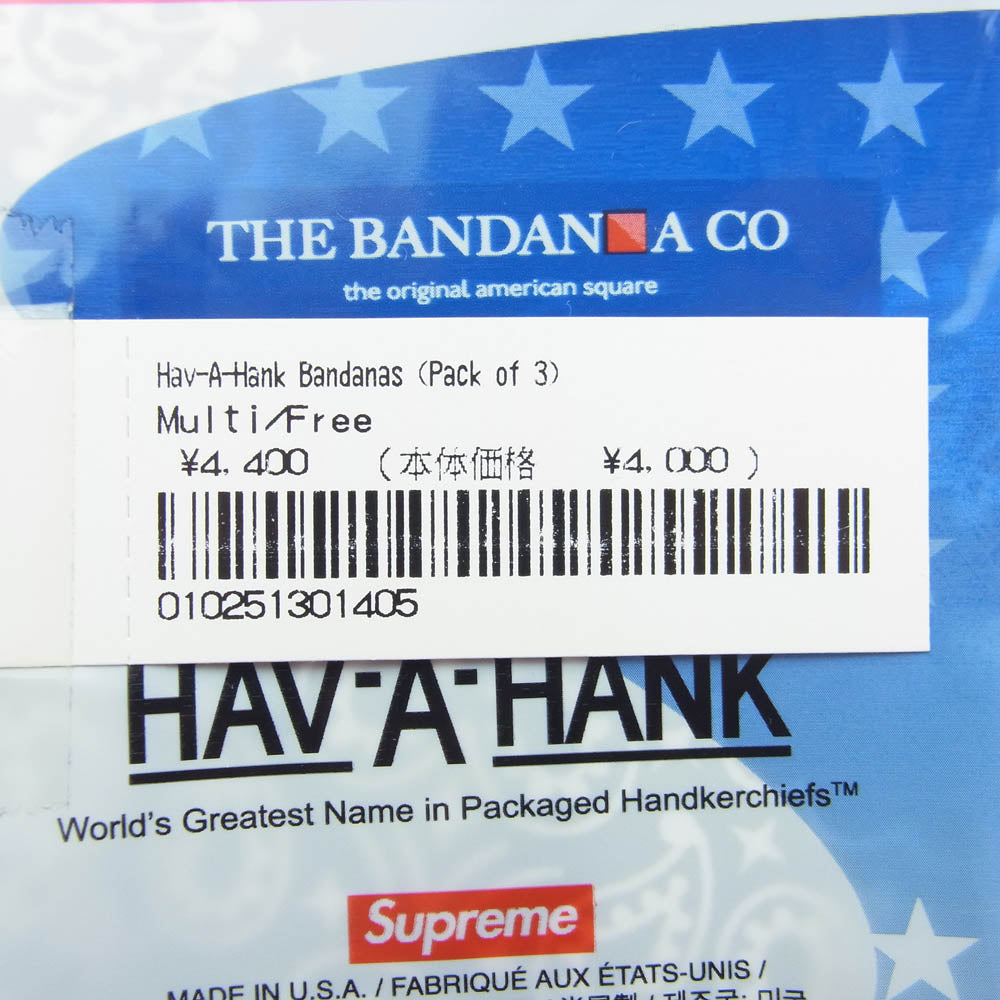 THE BANDANA CO
the original american square
Hav-A-Hank Bandanas (Pack of 3)
Multi/Free
¥4,400 (本体価格 ¥4,000 )
010251301405
HAV-A-HANK
World's Greatest Name in Packaged Handkerchiefs™
Supreme
MADE IN U.S.A. / FABRIQUÉ AUX ÉTATS-UNIS /